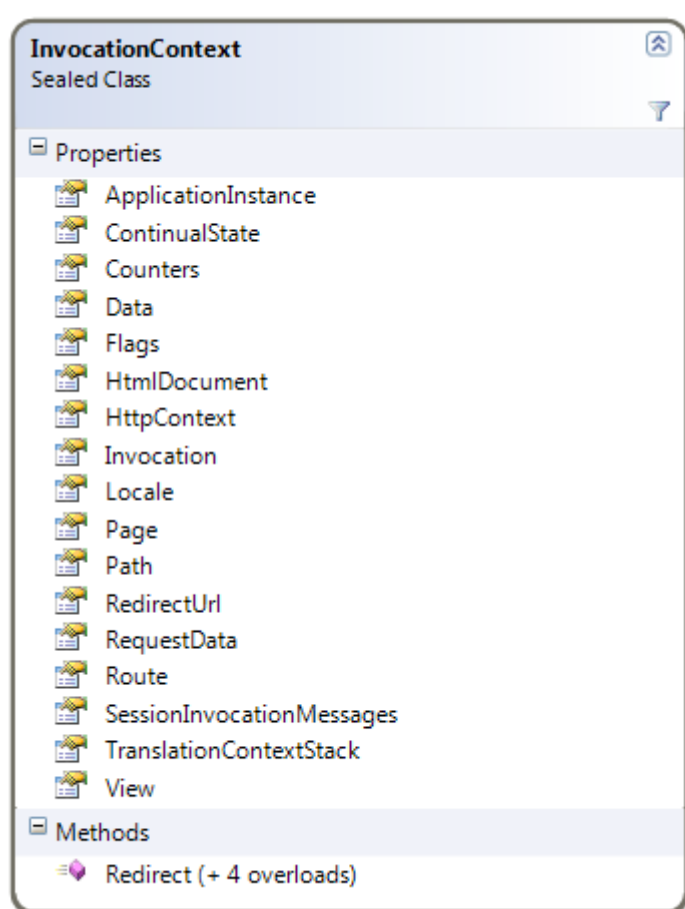 InvocationContext
Sealed Class
Properties
ApplicationInstance
ContinualState
Counters
Data
Flags
HtmlDocument
HttpContext
Invocation
Locale
Page
Path
RedirectUrl
RequestData
Route
SessionInvocationMessages
TranslationContextStack
View
Methods
Redirect (+ 4 overloads)